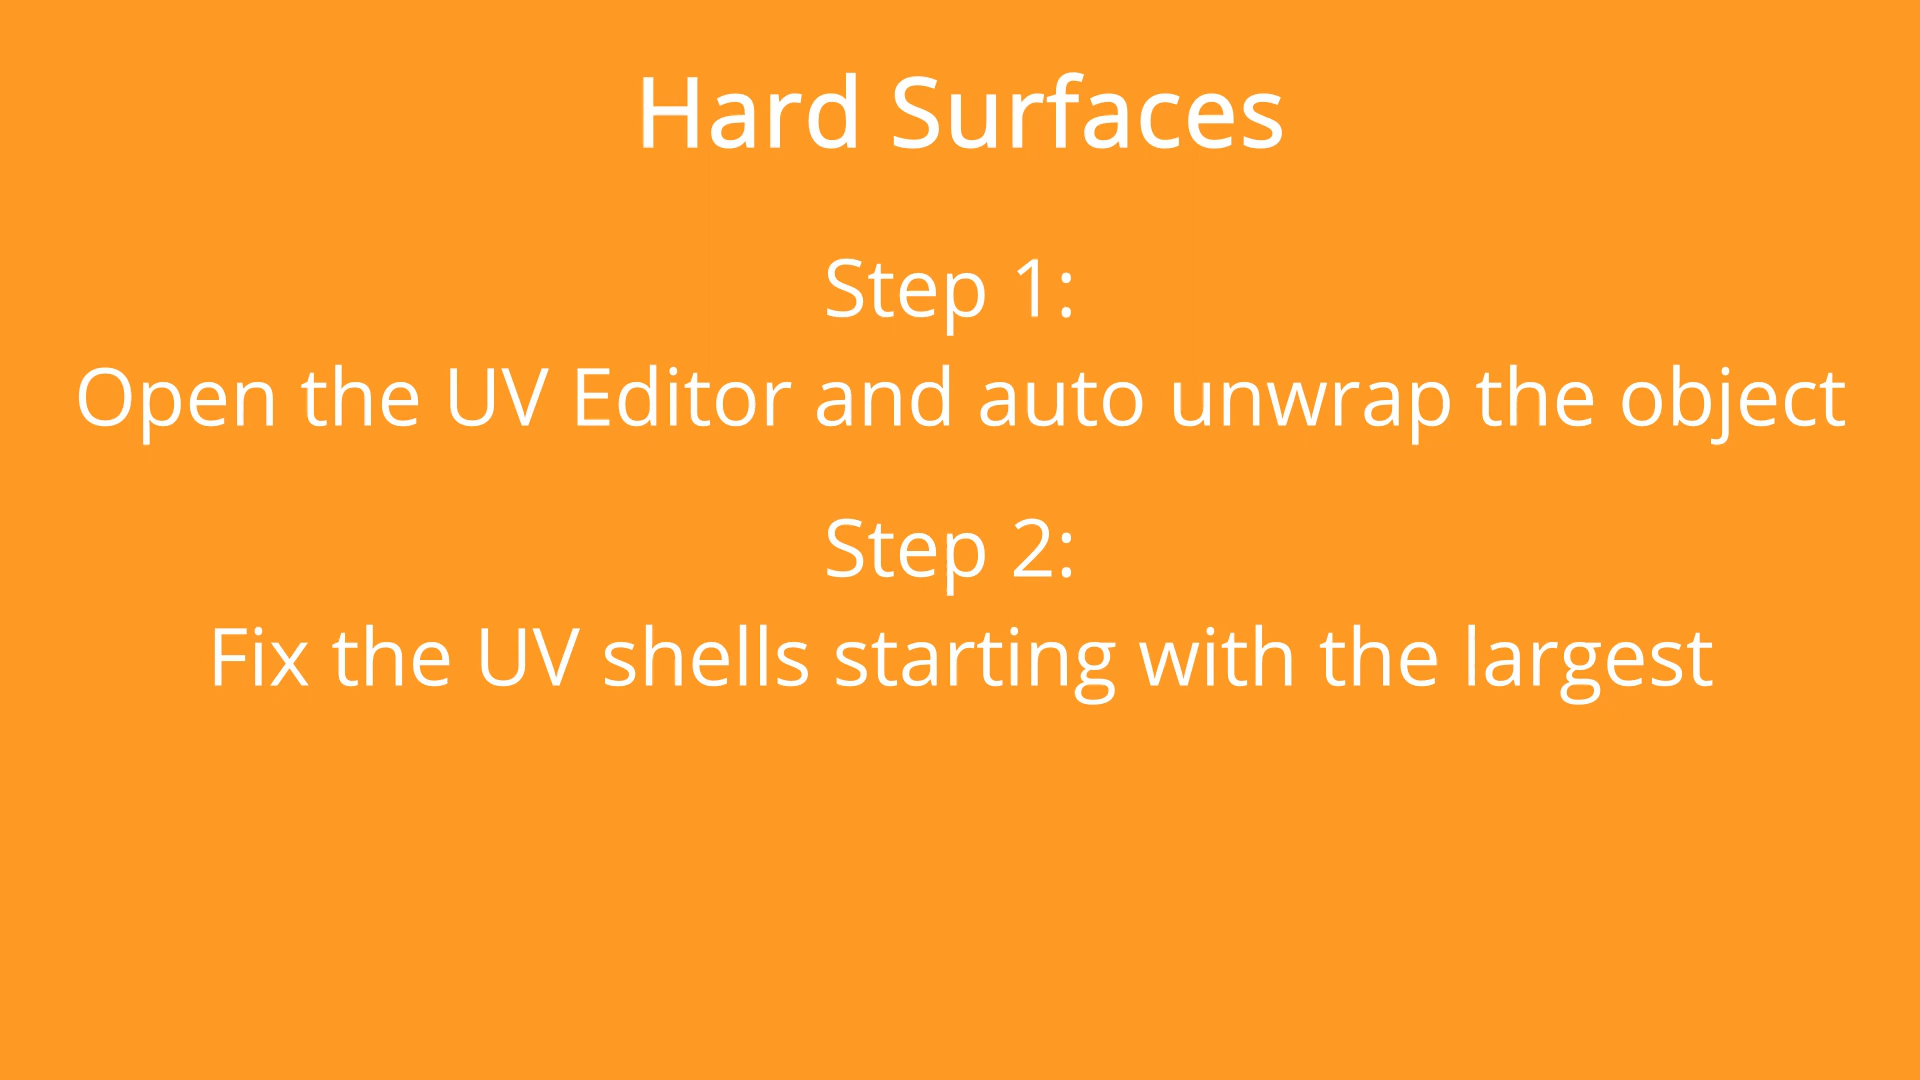 Hard Surfaces
Step 1:
Open the UV Editor and auto unwrap the object
Step 2:
Fix the UV shells starting with the largest